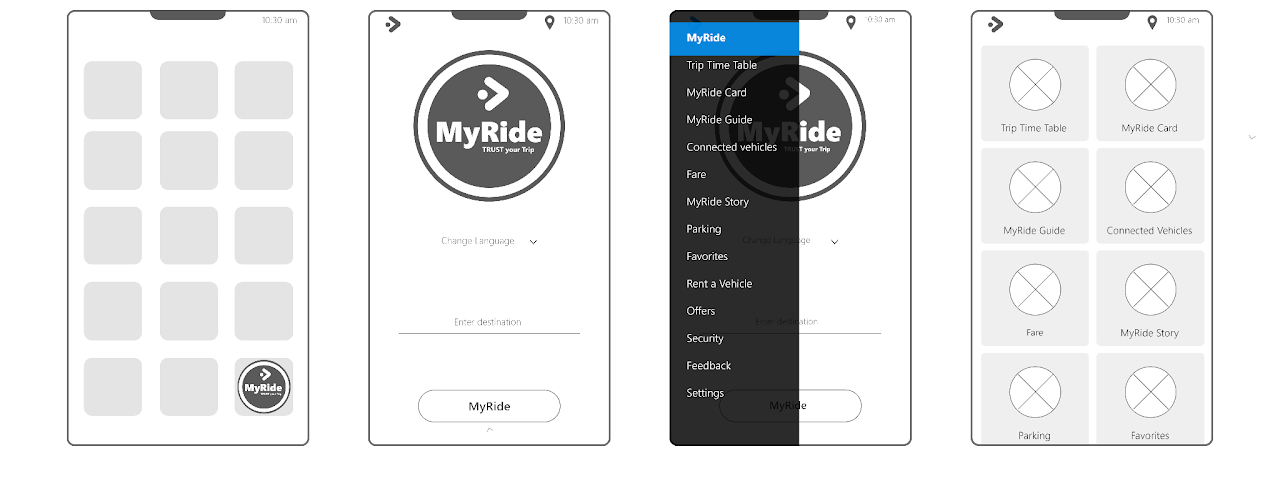 10:30 am
MyRide
TRUST your Trip
10:30 am
MyRide
TRUST your Trip
Change Language
Enter destination
MyRide
10:30 am
MyRide
Trip Time Table
MyRide Card
MyRide Guide
Connected vehicles
Fare
MyRide Story
Parking
Favorites
Rent a Vehicle
Offers
Security
Feedback
Settings
MyRide
TRUST your Trip
Change Language
Enter destination
MyRide
10:30 am
Trip Time Table
MyRide Card
MyRide Guide
Connected Vehicles
Fare
MyRide Story
Parking
Favorites